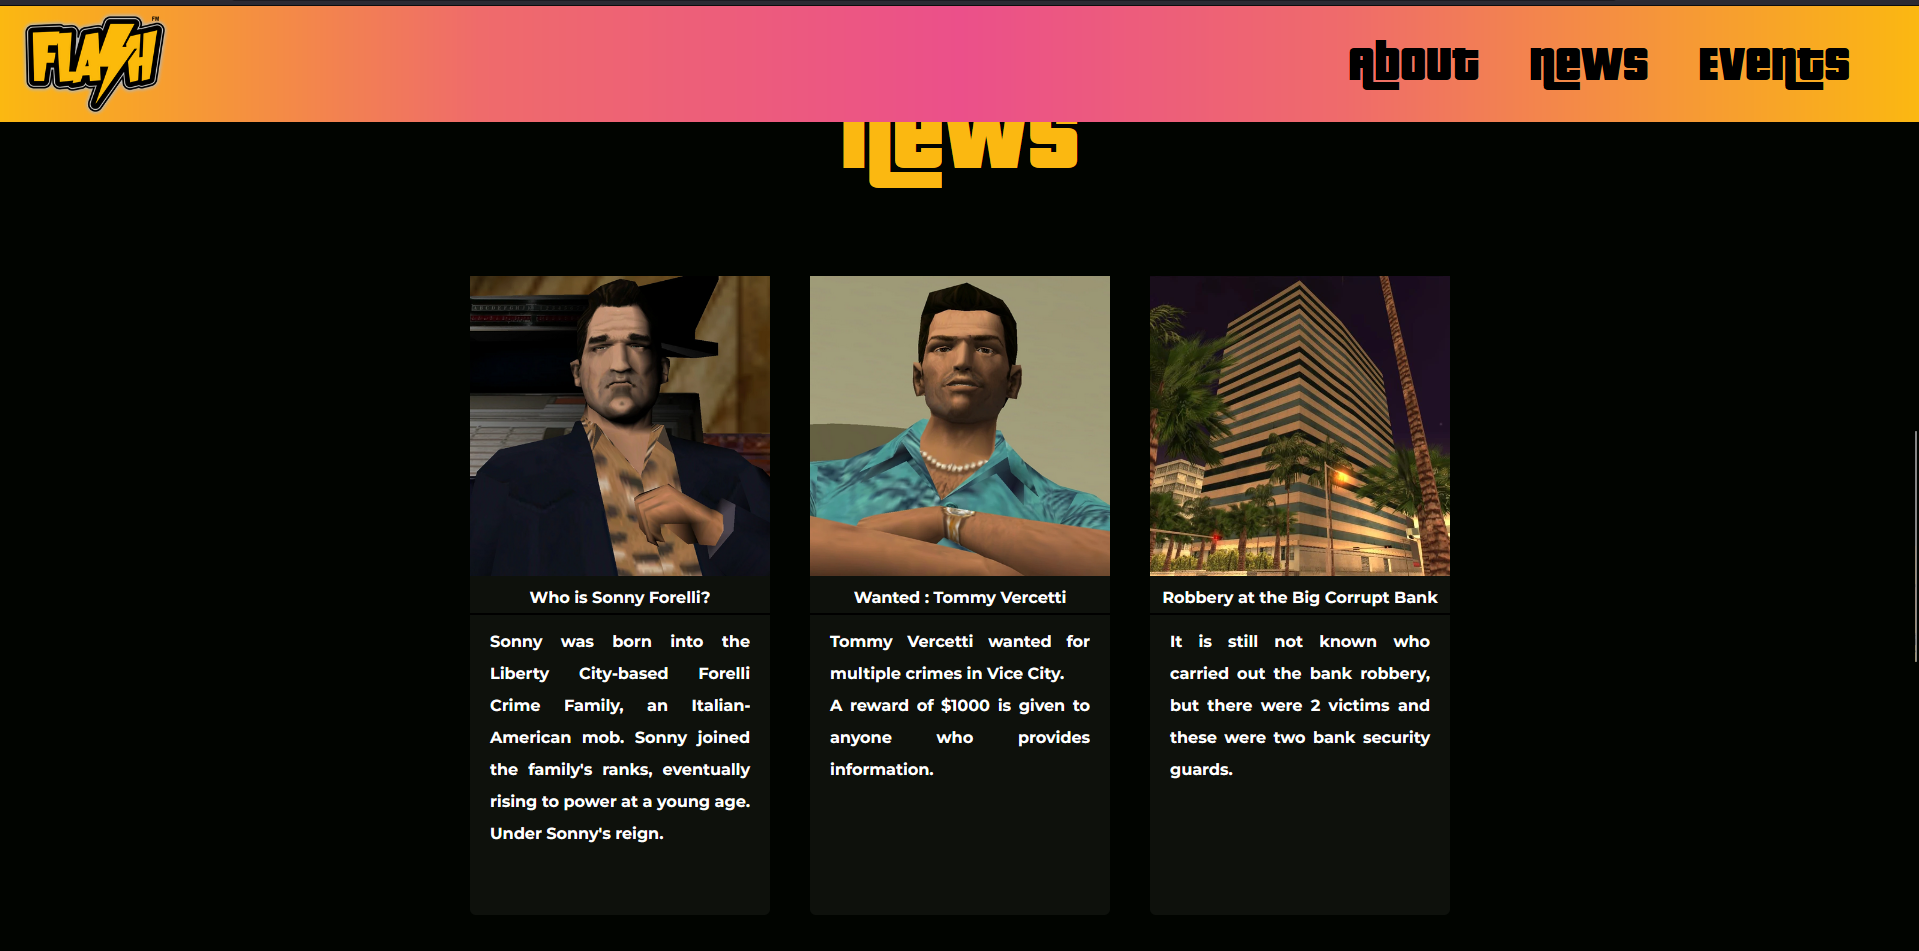 FLASH FM
About News Events
News
Who is Sonny Forelli?
Sonny was born into the
Liberty City-based Forelli
Crime Family, an Italian-
American mob. Sonny joined
the family's ranks, eventually
rising to power at a young age.
Under Sonny's reign.
Wanted : Tommy Vercetti
Tommy Vercetti wanted for
multiple crimes in Vice City.
A reward of $1000 is given to
anyone who provides
information.
Robbery at the Big Corrupt Bank
It is still not known who
carried out the bank robbery,
but there were 2 victims and
these were two bank security
guards.